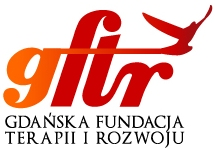 gftr
GDAŃSKA FUNDACJA
TERAPII I ROZWOJU